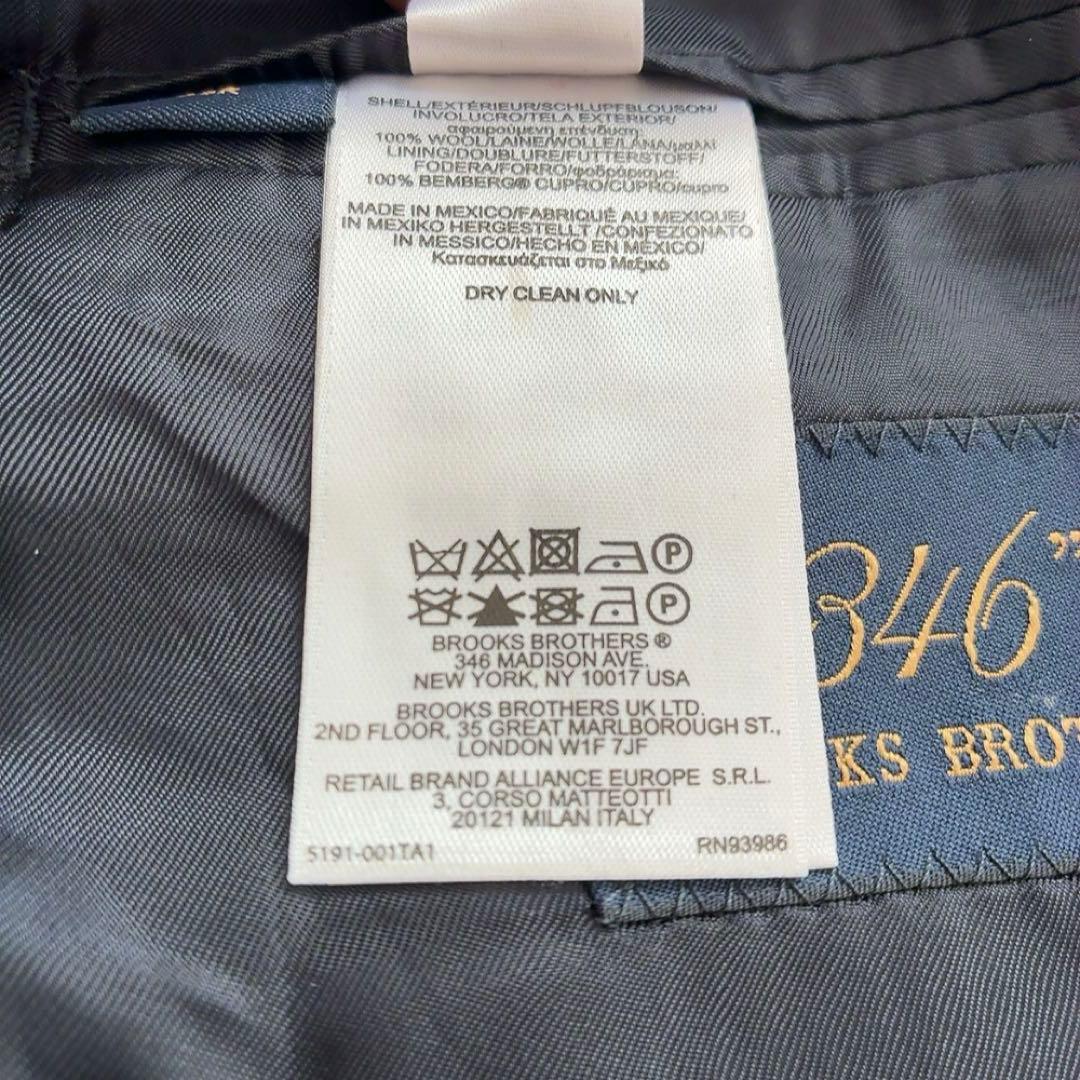 SHELL/EXTÉRIEUR/SCHLUPFBLOUSON/
INVOLUCRO/TELA EXTERIOR/
αφαιρούμενη επένδυση:
100% WOOL/LAINE/WOLLE/LANA/μαλλί
LINING/DOUBLURE/FUTTERSTOFF/
FODERA/FORRO/φοδράρισμα:
100% BEMBERG® CUPRO/CUPRO/cupro
MADE IN MEXICO/FABRIQUÉ AU MEXIQUE/
IN MEXIKO HERGESTELLT /CONFEZIONATO
IN MESSICO/HECHO EN MÉXICO/
Κατασκευάζεται στο Μεξικό
DRY CLEAN ONLY
P
P
BROOKS BROTHERS ®
346 MADISON AVE.
NEW YORK, NY 10017 USA
BROOKS BROTHERS UK LTD.
2ND FLOOR, 35 GREAT MARLBOROUGH ST.,
LONDON W1F 7JF
RETAIL BRAND ALLIANCE EUROPE S.R.L.
3, CORSO MATTEOTTI
20121 MILAN ITALY
S191-001TA1 RN93986
346”
KS BROT